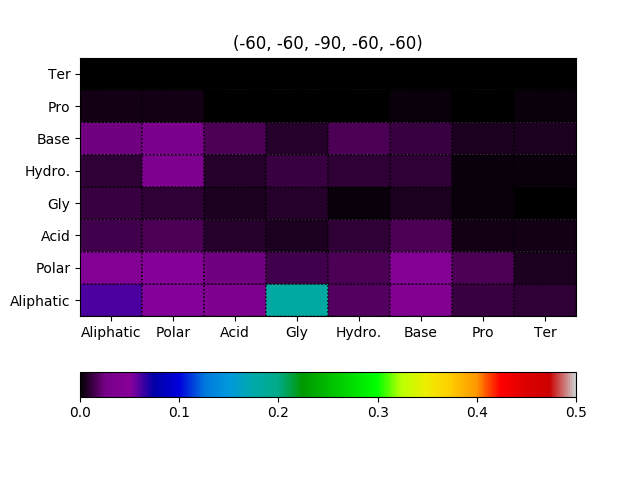 (-60, -60, -90, -60, -60)
Ter
Pro
Base
Hydro.
Gly
Acid
Polar
Aliphatic
Aliphatic Polar Acid Gly Hydro. Base Pro Ter
0.0 0.1 0.2 0.3 0.4 0.5